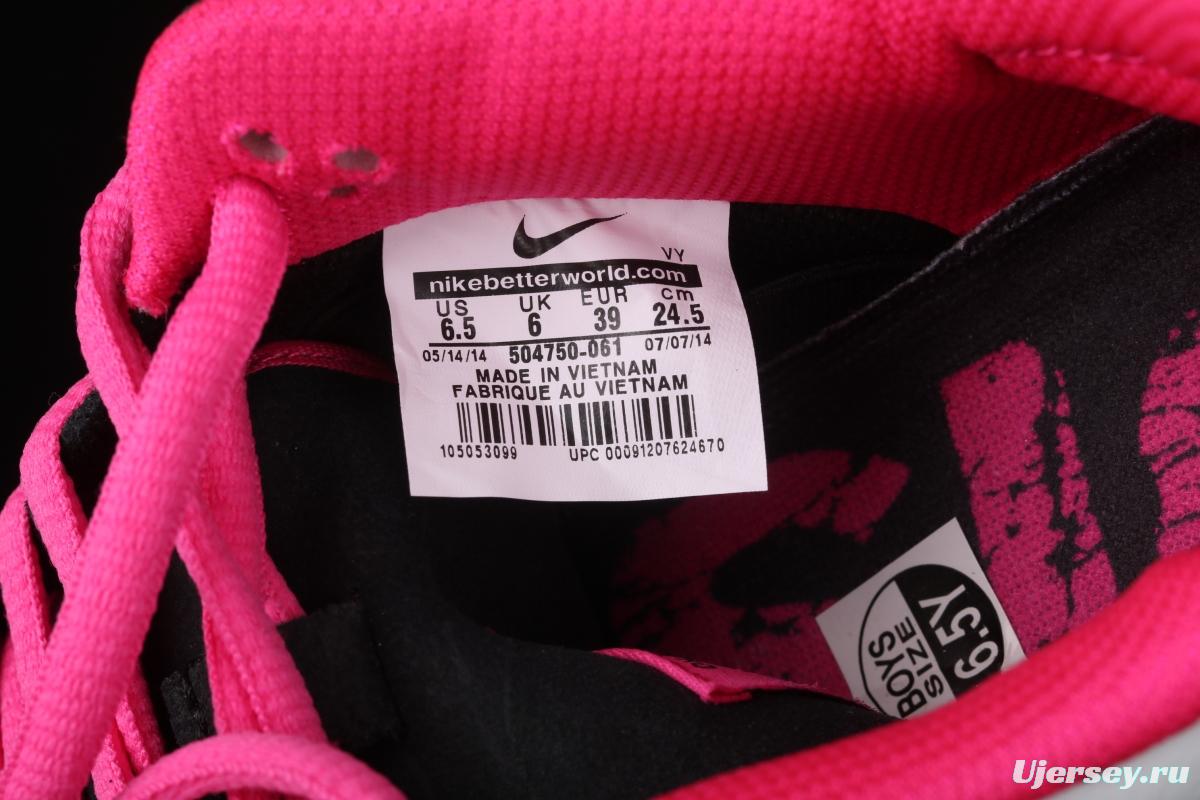 VY
nikebetterworld.com
US UK EUR cm
6.5 6 39 24.5
05/14/14 504750-061 07/07/14
MADE IN VIETNAM
FABRIQUE AU VIETNAM
105053099 UPC 00091207624670
BOYS
SIZE
6.5Y
Ujersey.ru